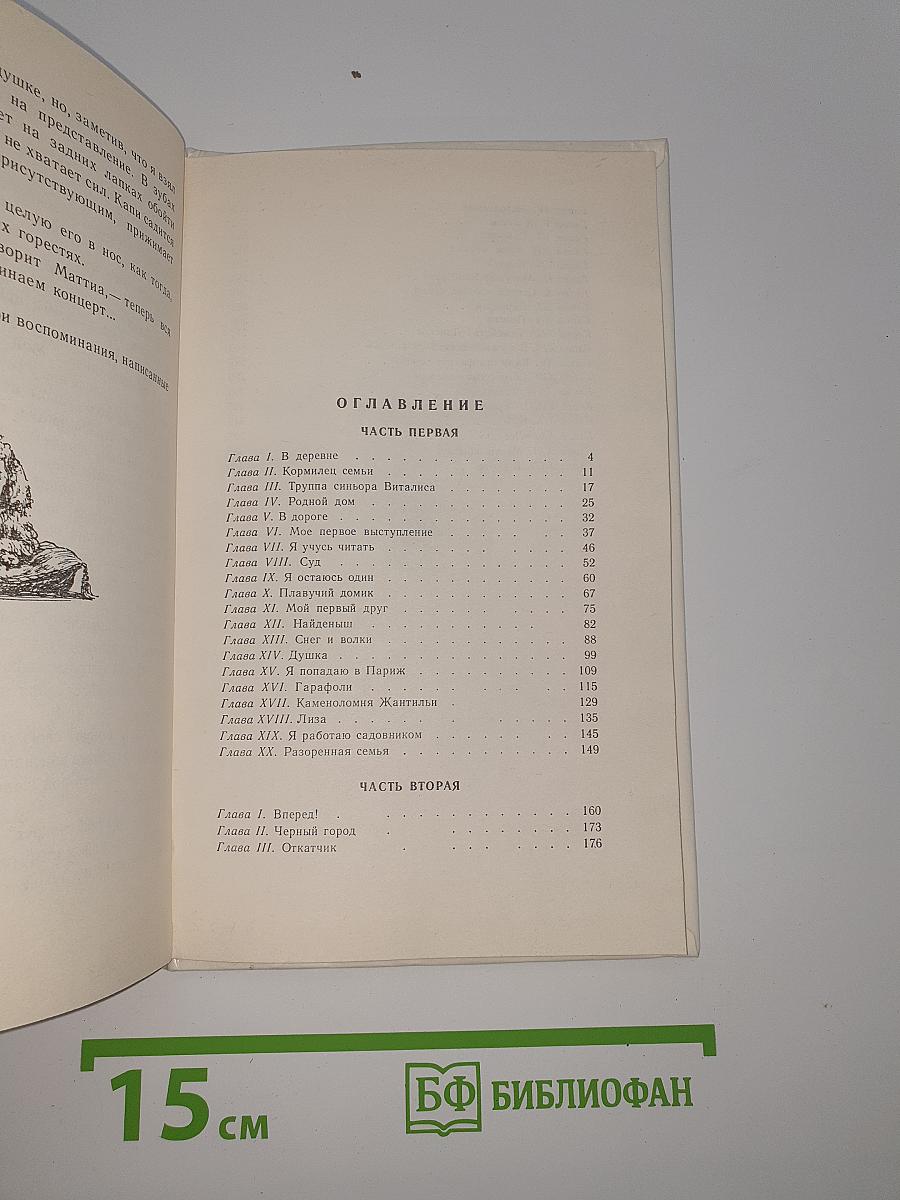 душке, но, заметив, что я взял
на представление. В зубах
ет на задних лапках обойти
не хватает сил. Капи садится
рисутствующим, прижимает
целую его в нос, как тогда,
х горестях.
ворит Маттиа,— теперь вся
инаем концерт...
и воспоминания, написанные
ОГЛАВЛЕНИЕ
ЧАСТЬ ПЕРВАЯ
Глава I. В деревне . . . . . . . . . . . . . . 4
Глава II. Кормилец семьи . . . . . . . . . . . . 11
Глава III. Труппа синьора Виталиса . . . . . . . . 17
Глава IV. Родной дом . . . . . . . . . . . . . 25
Глава V. В дороге . . . . . . . . . . . . . . . 32
Глава VI. Мое первое выступление . . . . . . . . 37
Глава VII. Я учусь читать . . . . . . . . . . . 46
Глава VIII. Суд . . . . . . . . . . . . . . . 52
Глава IX. Я остаюсь один . . . . . . . . . . . . 60
Глава X. Плавучий домик . . . . . . . . . . . . 67
Глава XI. Мой первый друг . . . . . . . . . . . 75
Глава XII. Найденыш . . . . . . . . . . . 82
Глава XIII. Снег и волки . . . . . . . . . . . 88
Глава XIV. Душка . . . . . . . . . . . . . . . 99
Глава XV. Я попадаю в Париж . . . . . . . . . . 109
Глава XVI. Гарафоли . . . . . . . . . . . 115
Глава XVII. Каменоломня Жантильи . 129
Глава XVIII. Лиза . . . . . . . . . . . . 135
Глава XIX. Я работаю садовником . . . . . . . . 145
Глава XX. Разоренная семья . . . . . . . . . . . 149
ЧАСТЬ ВТОРАЯ
Глава I. Вперед! . . . . . . . . . . . . . 160
Глава II. Черный город . . . . . . . . . 173
Глава III. Откатчик . . . . . . . . 176
15 см
БФ БИБЛИОФАН